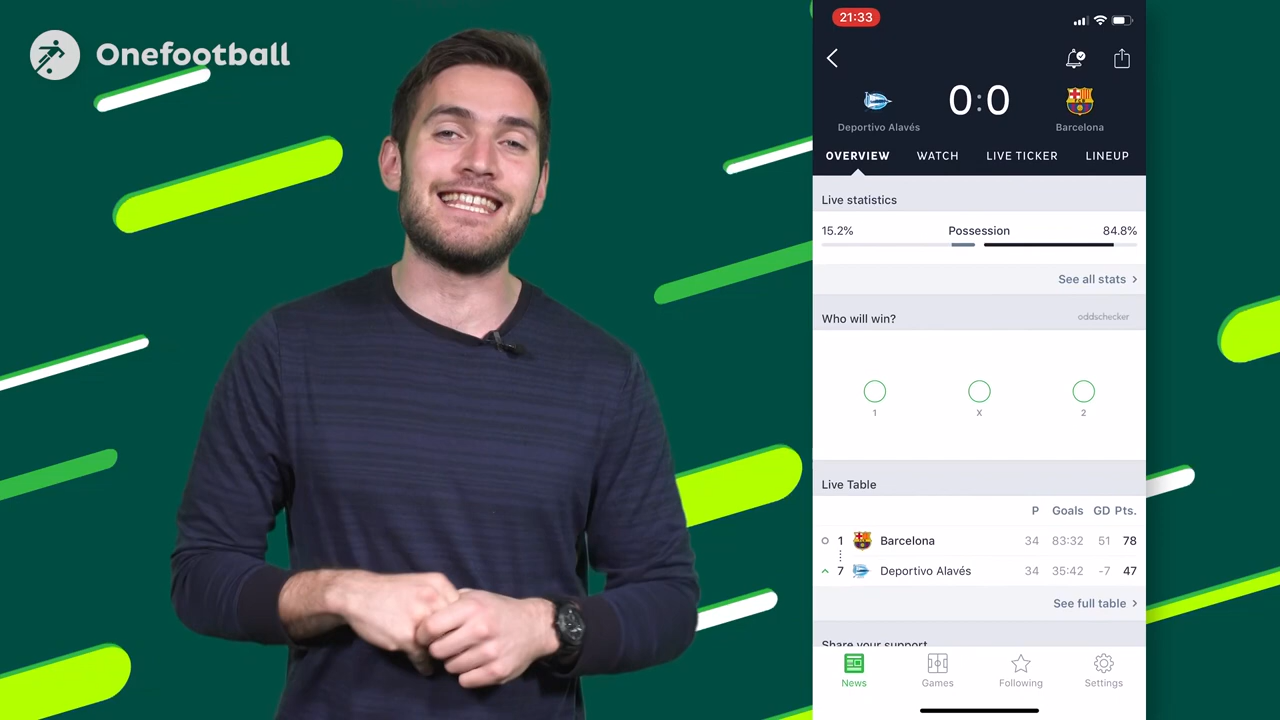 Onefootball
21:33
0:0
Deportivo Alavés
Barcelona
OVERVIEW WATCH LIVE TICKER LINEUP
Live statistics
15.2% Possession 84.8%
See all stats
Who will win? oddschecker
1 X 2
Live Table
P Goals GD Pts.
1 Barcelona 34 83:32 51 78
7 Deportivo Alavés 34 35:42 -7 47
See full table
Share your support
News Games Following Settings